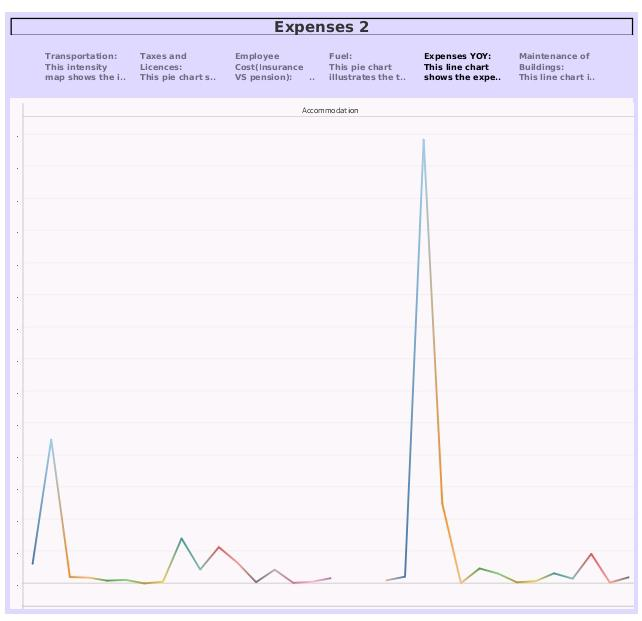 Expenses 2
Transportation:
This intensity
map shows the i..
Taxes and
Licences:
This pie chart s..
Employee
Cost(Insurance
VS pension): ..
Fuel:
This pie chart
illustrates the t..
Expenses YOY:
This line chart
shows the expe..
Maintenance of
Buildings:
This line chart i..
Accommodation